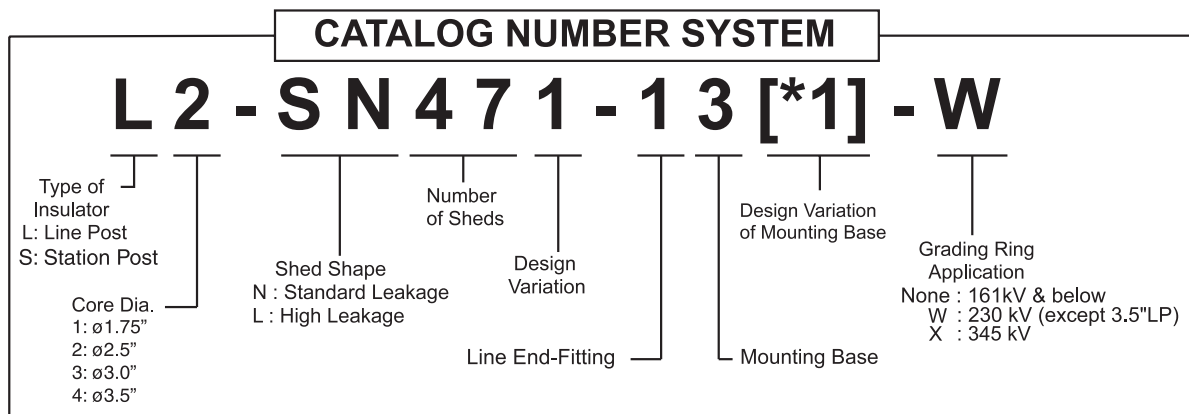 CATALOG NUMBER SYSTEM
L 2 - S N 4 7 1 - 1 3 [*1] - W
Type of
Insulator
L: Line Post
S: Station Post
Core Dia.
1: ø1.75”
2: ø2.5”
3: ø3.0”
4: ø3.5”
Shed Shape
N : Standard Leakage
L : High Leakage
Number
of Sheds
Design
Variation
Line End-Fitting
Mounting Base
Design Variation
of Mounting Base
Grading Ring
Application
None : 161kV & below
W : 230 kV (except 3.5"LP)
X : 345 kV